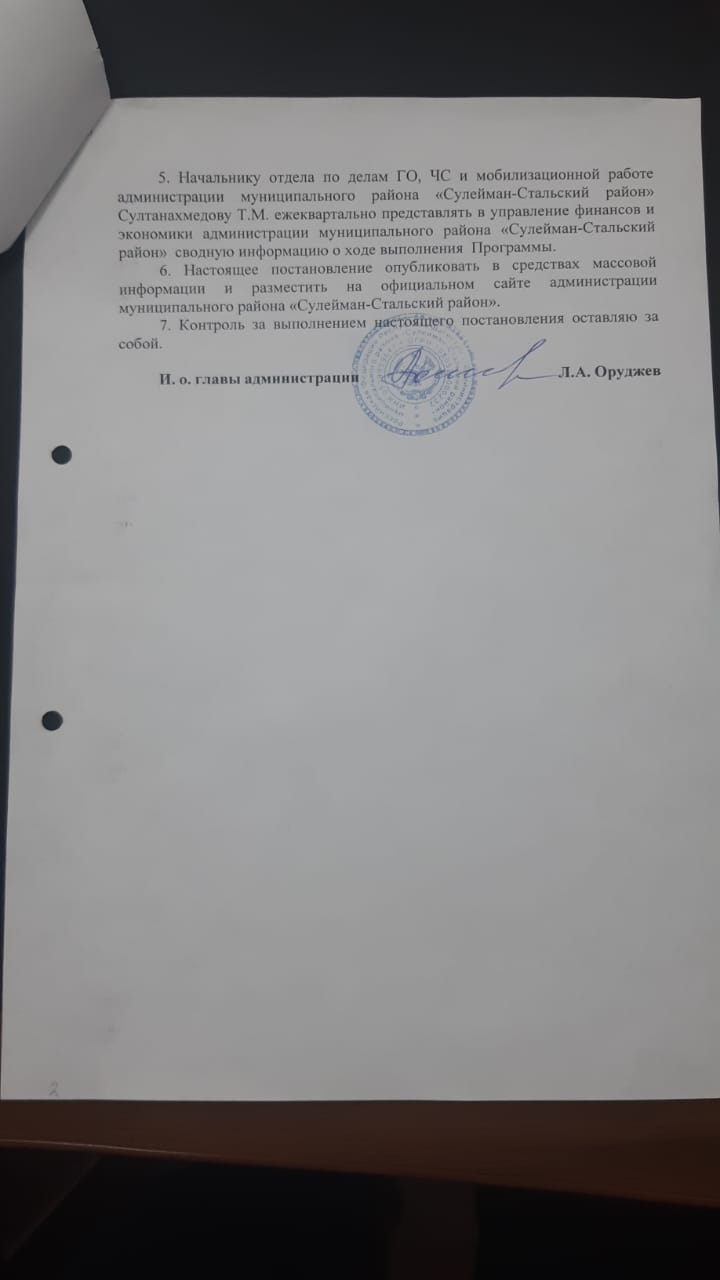 5. Начальнику отдела по делам ГО, ЧС и мобилизационной работе
администрации муниципального района «Сулейман-Стальский район»
Султанахмедову Т.М. ежеквартально представлять в управление финансов и
экономики администрации муниципального района «Сулейман-Стальский
район» сводную информацию о ходе выполнения Программы.
6. Настоящее постановление опубликовать в средствах массовой
информации и разместить на официальном сайте администрации
муниципального района «Сулейман-Стальский район».
7. Контроль за выполнением настоящего постановления оставляю за
собой.
И. о. главы администрации Л.А. Оруджев
2